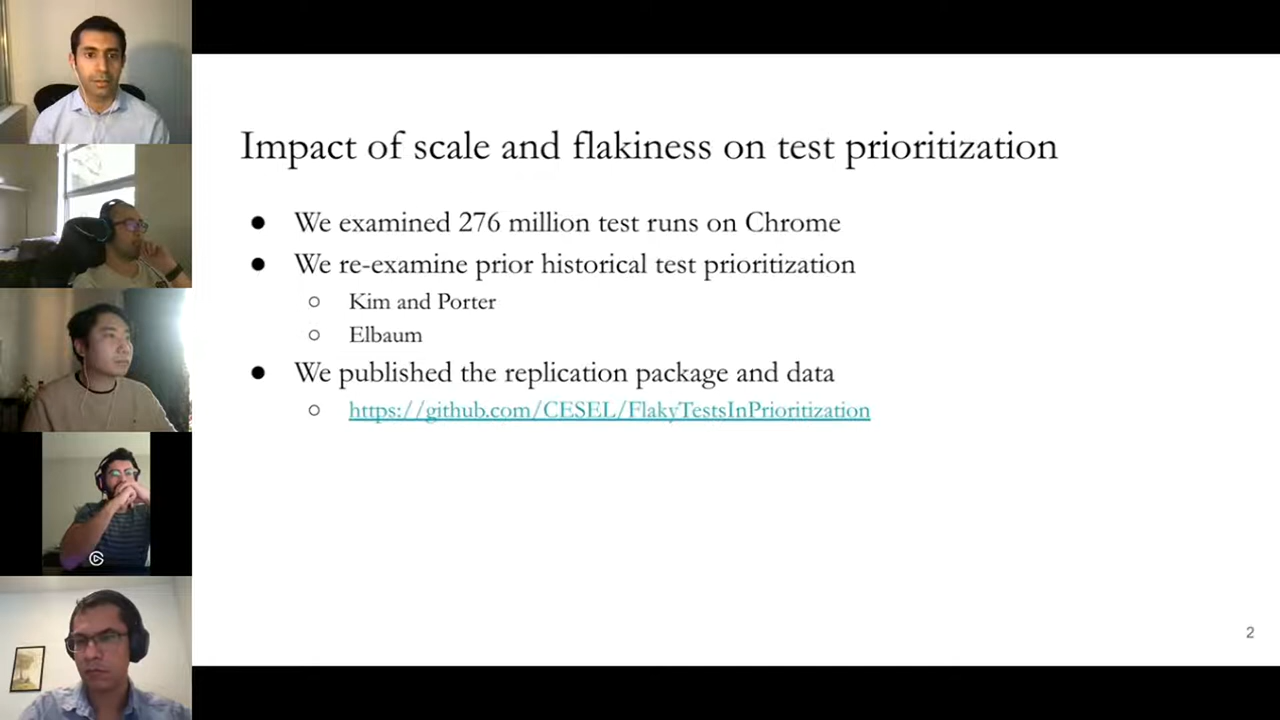 Impact of scale and flakiness on test prioritization
● We examined 276 million test runs on Chrome
● We re-examine prior historical test prioritization
○ Kim and Porter
○ Elbaum
● We published the replication package and data
○ https://github.com/CESEL/FlakyTestsInPrioritization
2